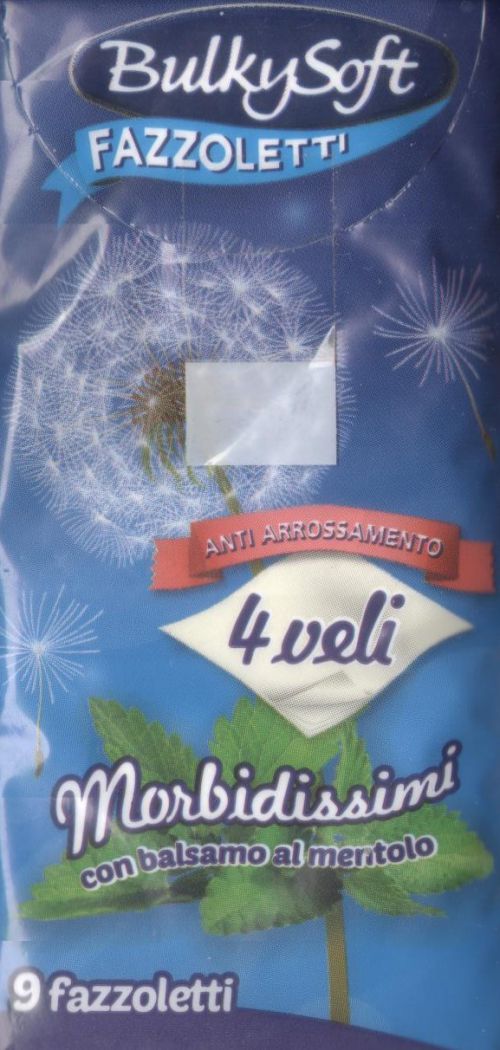 BulkySoft
FAZZOLETTI
ANTI ARROSSAMENTO
4 veli
Morbidissimi
con balsamo al mentolo
9 fazzoletti